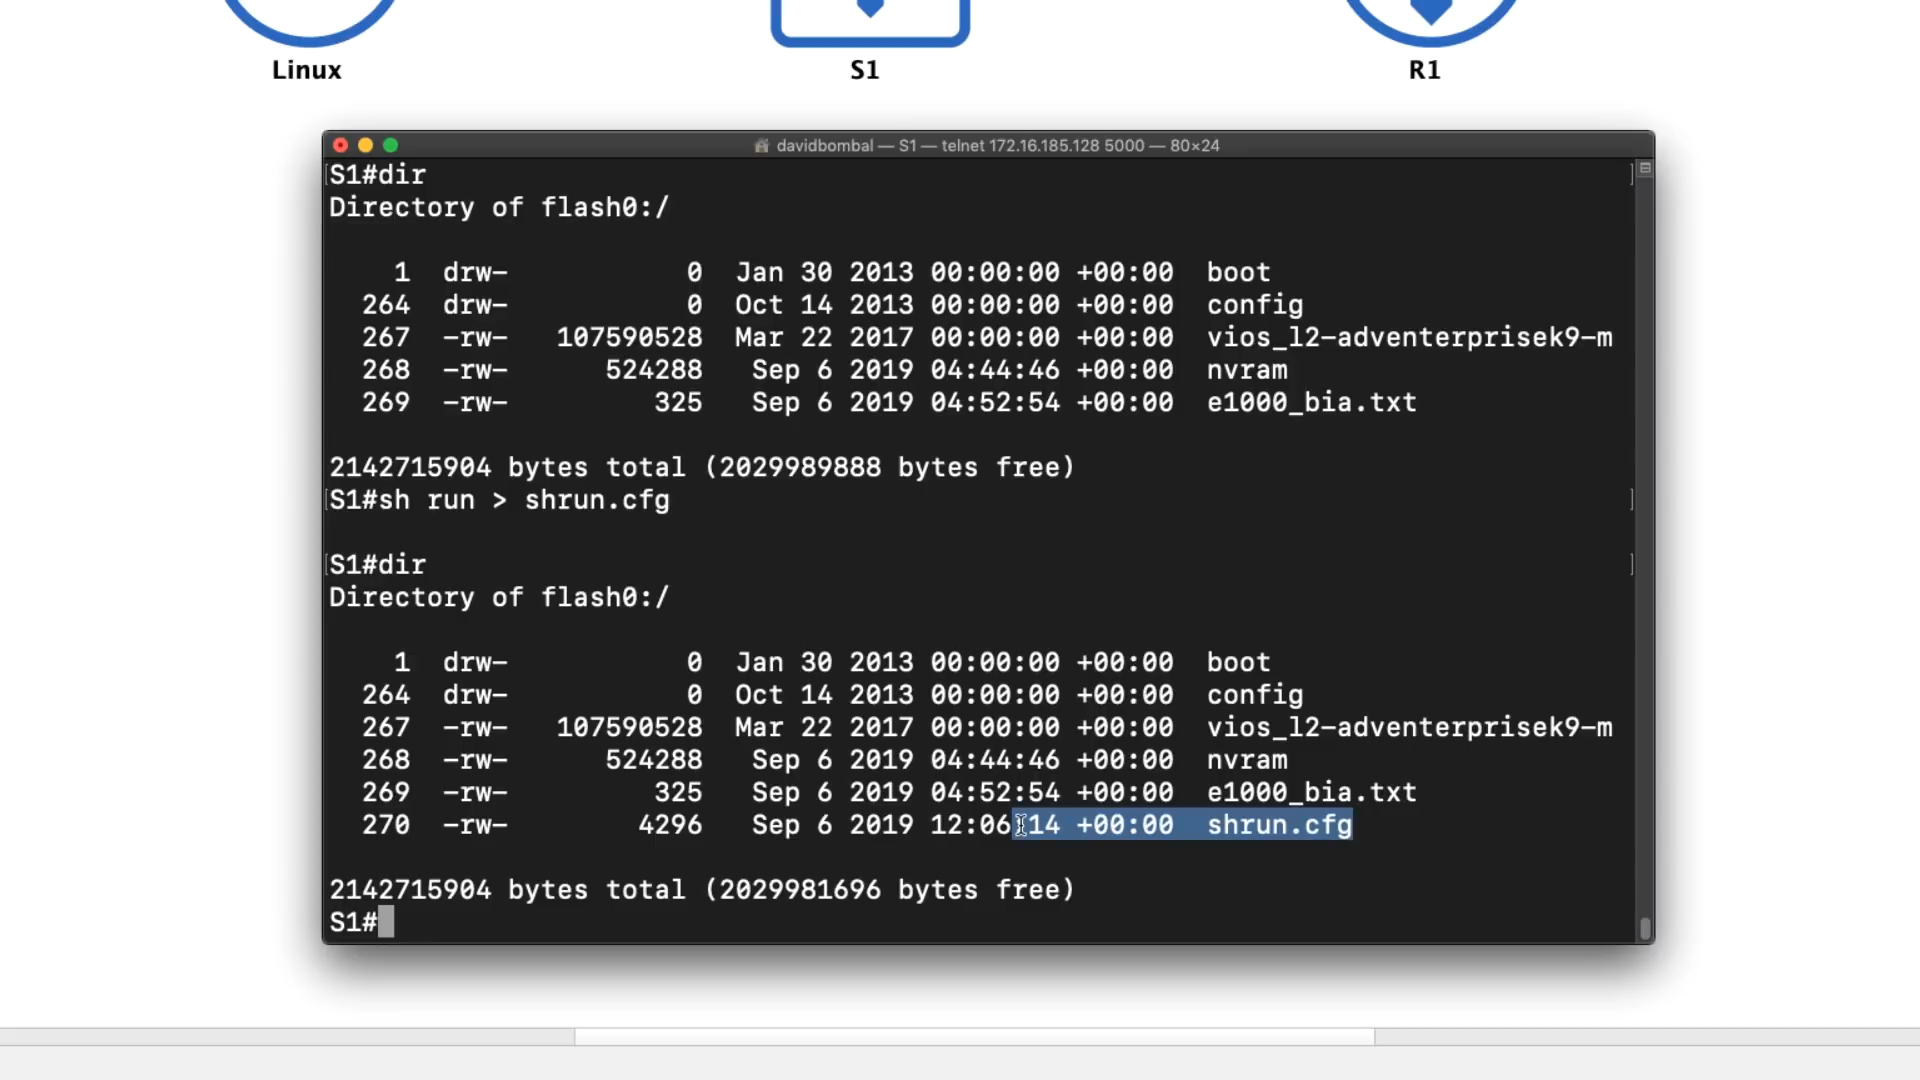 Linux S1 R1
davidbombal — S1 — telnet 172.16.185.128 5000 — 80×24
S1#dir
Directory of flash0:/
1 drw- 0 Jan 30 2013 00:00:00 +00:00 boot
264 drw- 0 Oct 14 2013 00:00:00 +00:00 config
267 -rw- 107590528 Mar 22 2017 00:00:00 +00:00 vios_l2-adventerprisek9-m
268 -rw- 524288 Sep 6 2019 04:44:46 +00:00 nvram
269 -rw- 325 Sep 6 2019 04:52:54 +00:00 e1000_bia.txt
2142715904 bytes total (2029989888 bytes free)
S1#sh run > shrun.cfg
S1#dir
Directory of flash0:/
1 drw- 0 Jan 30 2013 00:00:00 +00:00 boot
264 drw- 0 Oct 14 2013 00:00:00 +00:00 config
267 -rw- 107590528 Mar 22 2017 00:00:00 +00:00 vios_l2-adventerprisek9-m
268 -rw- 524288 Sep 6 2019 04:44:46 +00:00 nvram
269 -rw- 325 Sep 6 2019 04:52:54 +00:00 e1000_bia.txt
270 -rw- 4296 Sep 6 2019 12:06:14 +00:00 shrun.cfg
2142715904 bytes total (2029981696 bytes free)
S1#